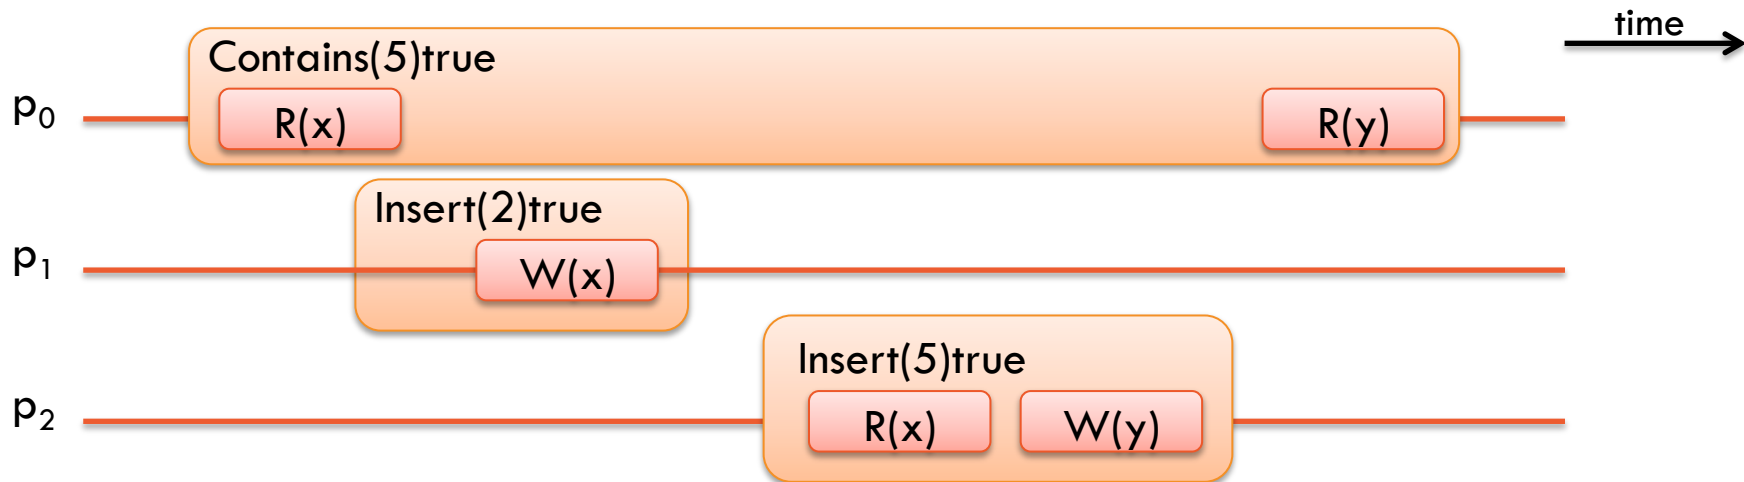 time
Contains(5)true
p₀
R(x)
R(y)
Insert(2)true
p₁
W(x)
Insert(5)true
p₂
R(x)
W(y)